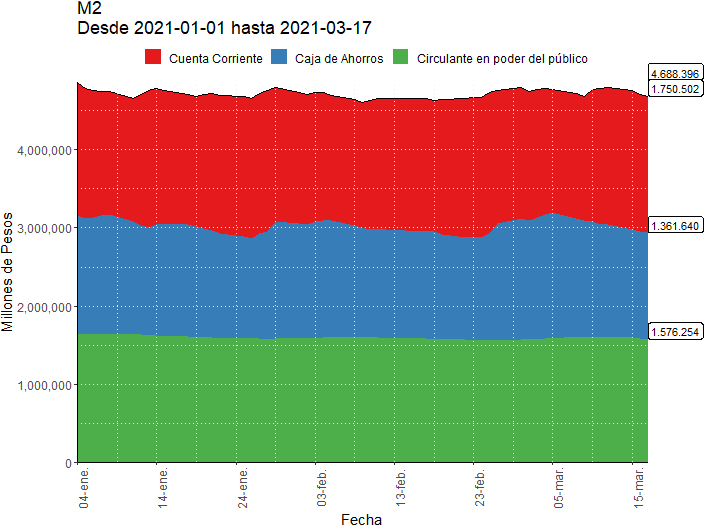 M2
Desde 2021-01-01 hasta 2021-03-17
Cuenta Corriente Caja de Ahorros Circulante en poder del público
4.688.396
1.750.502
4,000,000
3,000,000
1.361.640
2,000,000
1.576.254
1,000,000
0
Millones de Pesos
04-ene. 14-ene. 24-ene. 03-feb. 13-feb. 23-feb. 05-mar. 15-mar.
Fecha